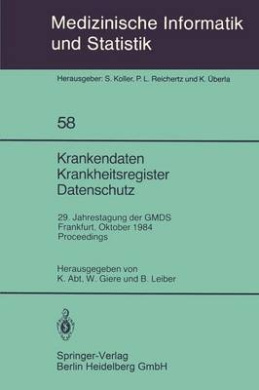 Medizinische Informatik
und Statistik
Herausgeber: S. Koller, P. L. Reichertz und K. Überla
58
Krankendaten
Krankheitsregister
Datenschutz
29. Jahrestagung der GMDS
Frankfurt, Oktober 1984
Proceedings
Herausgegeben von
K. Abt, W. Giere und B. Leiber
Springer-Verlag
Berlin Heidelberg GmbH